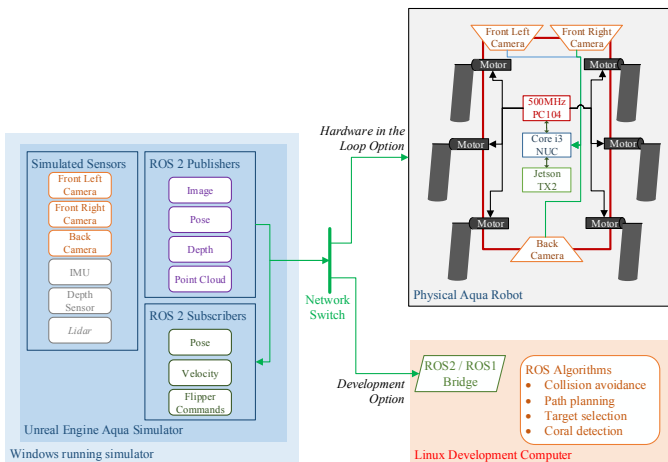 Simulated Sensors
Front Left
Camera
Front Right
Camera
Back
Camera
IMU
Depth
Sensor
Lidar
ROS 2 Publishers
Image
Pose
Depth
Point Cloud
ROS 2 Subscribers
Pose
Velocity
Flipper
Commands
Unreal Engine Aqua Simulator
Windows running simulator
Hardware in the
Loop Option
Network
Switch
Development
Option
Front Left
Camera
Front Right
Camera
Motor
Motor
500MHz
PC104
Core i3
NUC
Jetson
TX2
Motor
Motor
Motor
Motor
Back
Camera
Physical Aqua Robot
ROS2 / ROS1
Bridge
ROS Algorithms
• Collision avoidance
• Path planning
• Target selection
• Coral detection
Linux Development Computer